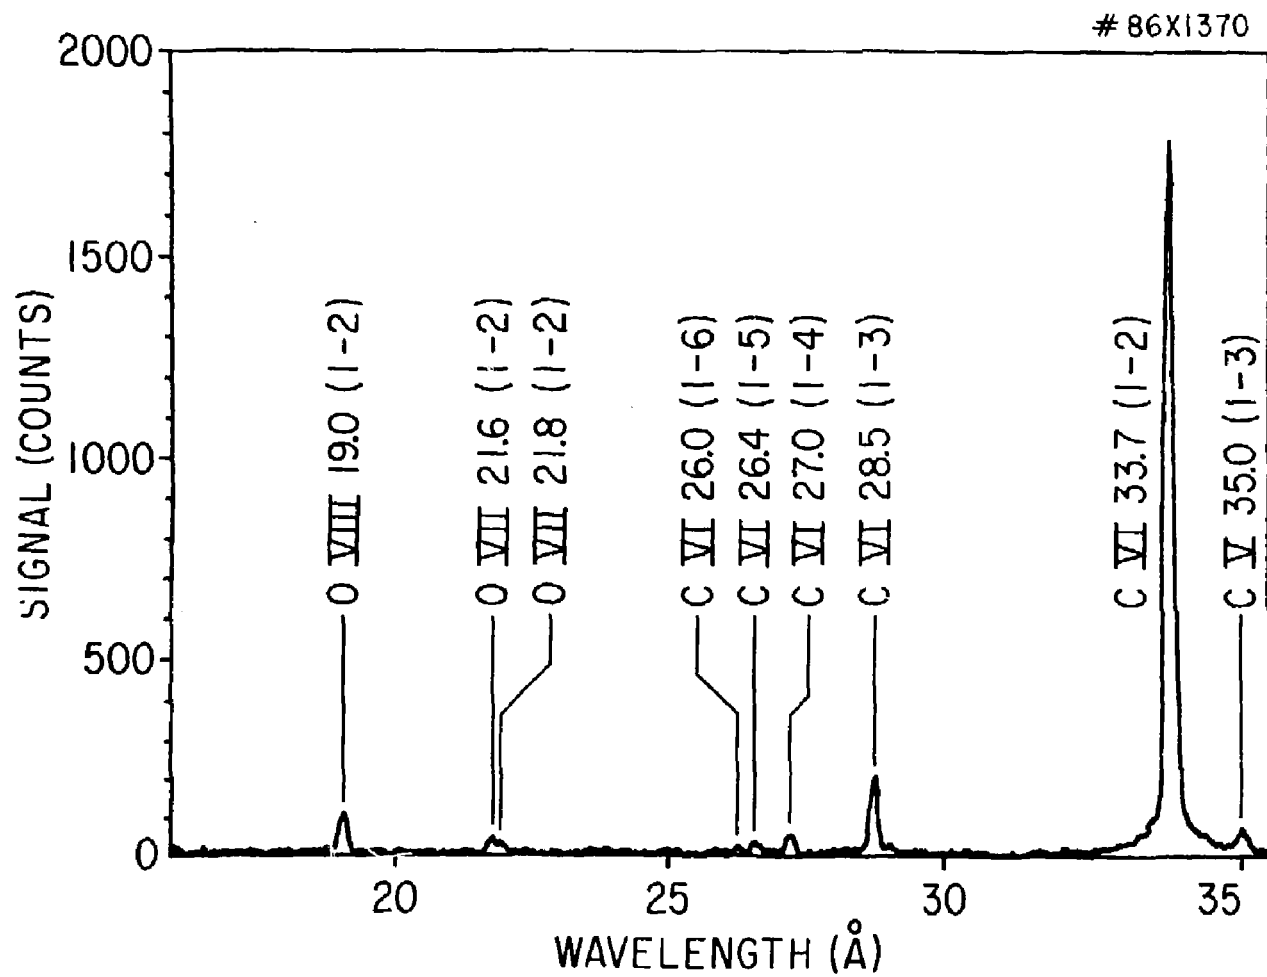 # 86X1370
2000
1500
1000
500
0
SIGNAL (COUNTS)
O VIII 19.0 (1-2)
O VII 21.6 (1-2)
O VII 21.8 (1-2)
C VI 26.0 (1-6)
C VI 26.4 (1-5)
C VI 27.0 (1-4)
C VI 28.5 (1-3)
C VI 33.7 (1-2)
C V 35.0 (1-3)
20
25
30
35
WAVELENGTH (Å)